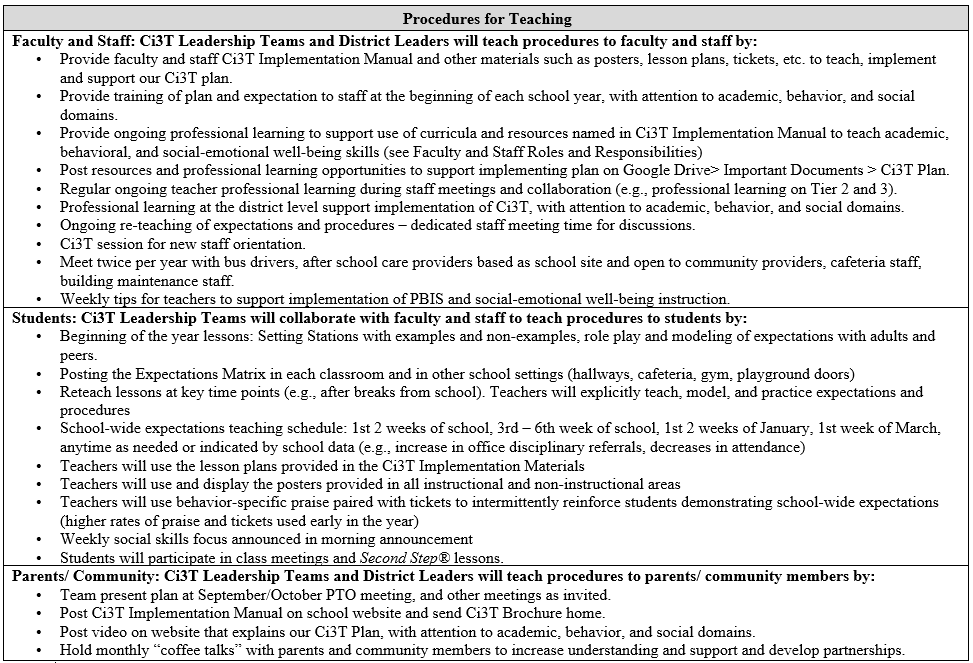 Procedures for Teaching
Faculty and Staff: Ci3T Leadership Teams and District Leaders will teach procedures to faculty and staff by:
• Provide faculty and staff Ci3T Implementation Manual and other materials such as posters, lesson plans, tickets, etc. to teach, implement
and support our Ci3T plan.
• Provide training of plan and expectation to staff at the beginning of each school year, with attention to academic, behavior, and social
domains.
• Provide ongoing professional learning to support use of curricula and resources named in Ci3T Implementation Manual to teach academic,
behavioral, and social-emotional well-being skills (see Faculty and Staff Roles and Responsibilities)
• Post resources and professional learning opportunities to support implementing plan on Google Drive> Important Documents > Ci3T Plan.
• Regular ongoing teacher professional learning during staff meetings and collaboration (e.g., professional learning on Tier 2 and 3).
• Professional learning at the district level support implementation of Ci3T, with attention to academic, behavior, and social domains.
• Ongoing re-teaching of expectations and procedures – dedicated staff meeting time for discussions.
• Ci3T session for new staff orientation.
• Meet twice per year with bus drivers, after school care providers based as school site and open to community providers, cafeteria staff,
building maintenance staff.
• Weekly tips for teachers to support implementation of PBIS and social-emotional well-being instruction.
Students: Ci3T Leadership Teams will collaborate with faculty and staff to teach procedures to students by:
• Beginning of the year lessons: Setting Stations with examples and non-examples, role play and modeling of expectations with adults and
peers.
• Posting the Expectations Matrix in each classroom and in other school settings (hallways, cafeteria, gym, playground doors)
• Reteach lessons at key time points (e.g., after breaks from school). Teachers will explicitly teach, model, and practice expectations and
procedures
• School-wide expectations teaching schedule: 1st 2 weeks of school, 3rd – 6th week of school, 1st 2 weeks of January, 1st week of March,
anytime as needed or indicated by school data (e.g., increase in office disciplinary referrals, decreases in attendance)
• Teachers will use the lesson plans provided in the Ci3T Implementation Materials
• Teachers will use and display the posters provided in all instructional and non-instructional areas
• Teachers will use behavior-specific praise paired with tickets to intermittently reinforce students demonstrating school-wide expectations
(higher rates of praise and tickets used early in the year)
• Weekly social skills focus announced in morning announcement
• Students will participate in class meetings and Second Step® lessons.
Parents/ Community: Ci3T Leadership Teams and District Leaders will teach procedures to parents/ community members by:
• Team present plan at September/October PTO meeting, and other meetings as invited.
• Post Ci3T Implementation Manual on school website and send Ci3T Brochure home.
• Post video on website that explains our Ci3T Plan, with attention to academic, behavior, and social domains.
• Hold monthly “coffee talks” with parents and community members to increase understanding and support and develop partnerships.